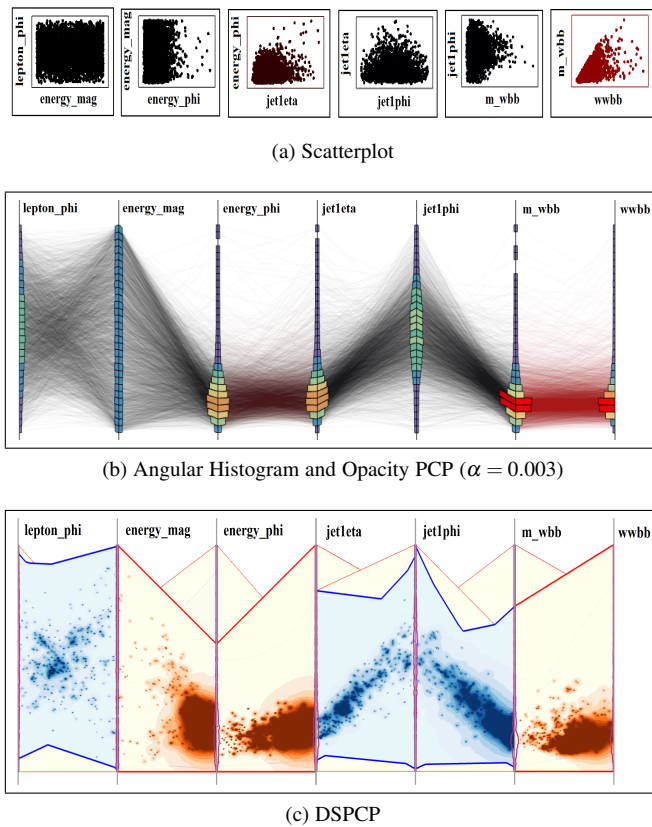 lepton_phi energy_mag energy_phi jet1eta jet1phi m_wbb
energy_mag energy_phi jet1eta jet1phi m_wbb wwbb
(a) Scatterplot
lepton_phi energy_mag energy_phi jet1eta jet1phi m_wbb wwbb
(b) Angular Histogram and Opacity PCP (α = 0.003)
lepton_phi energy_mag energy_phi jet1eta jet1phi m_wbb wwbb
(c) DSPCP